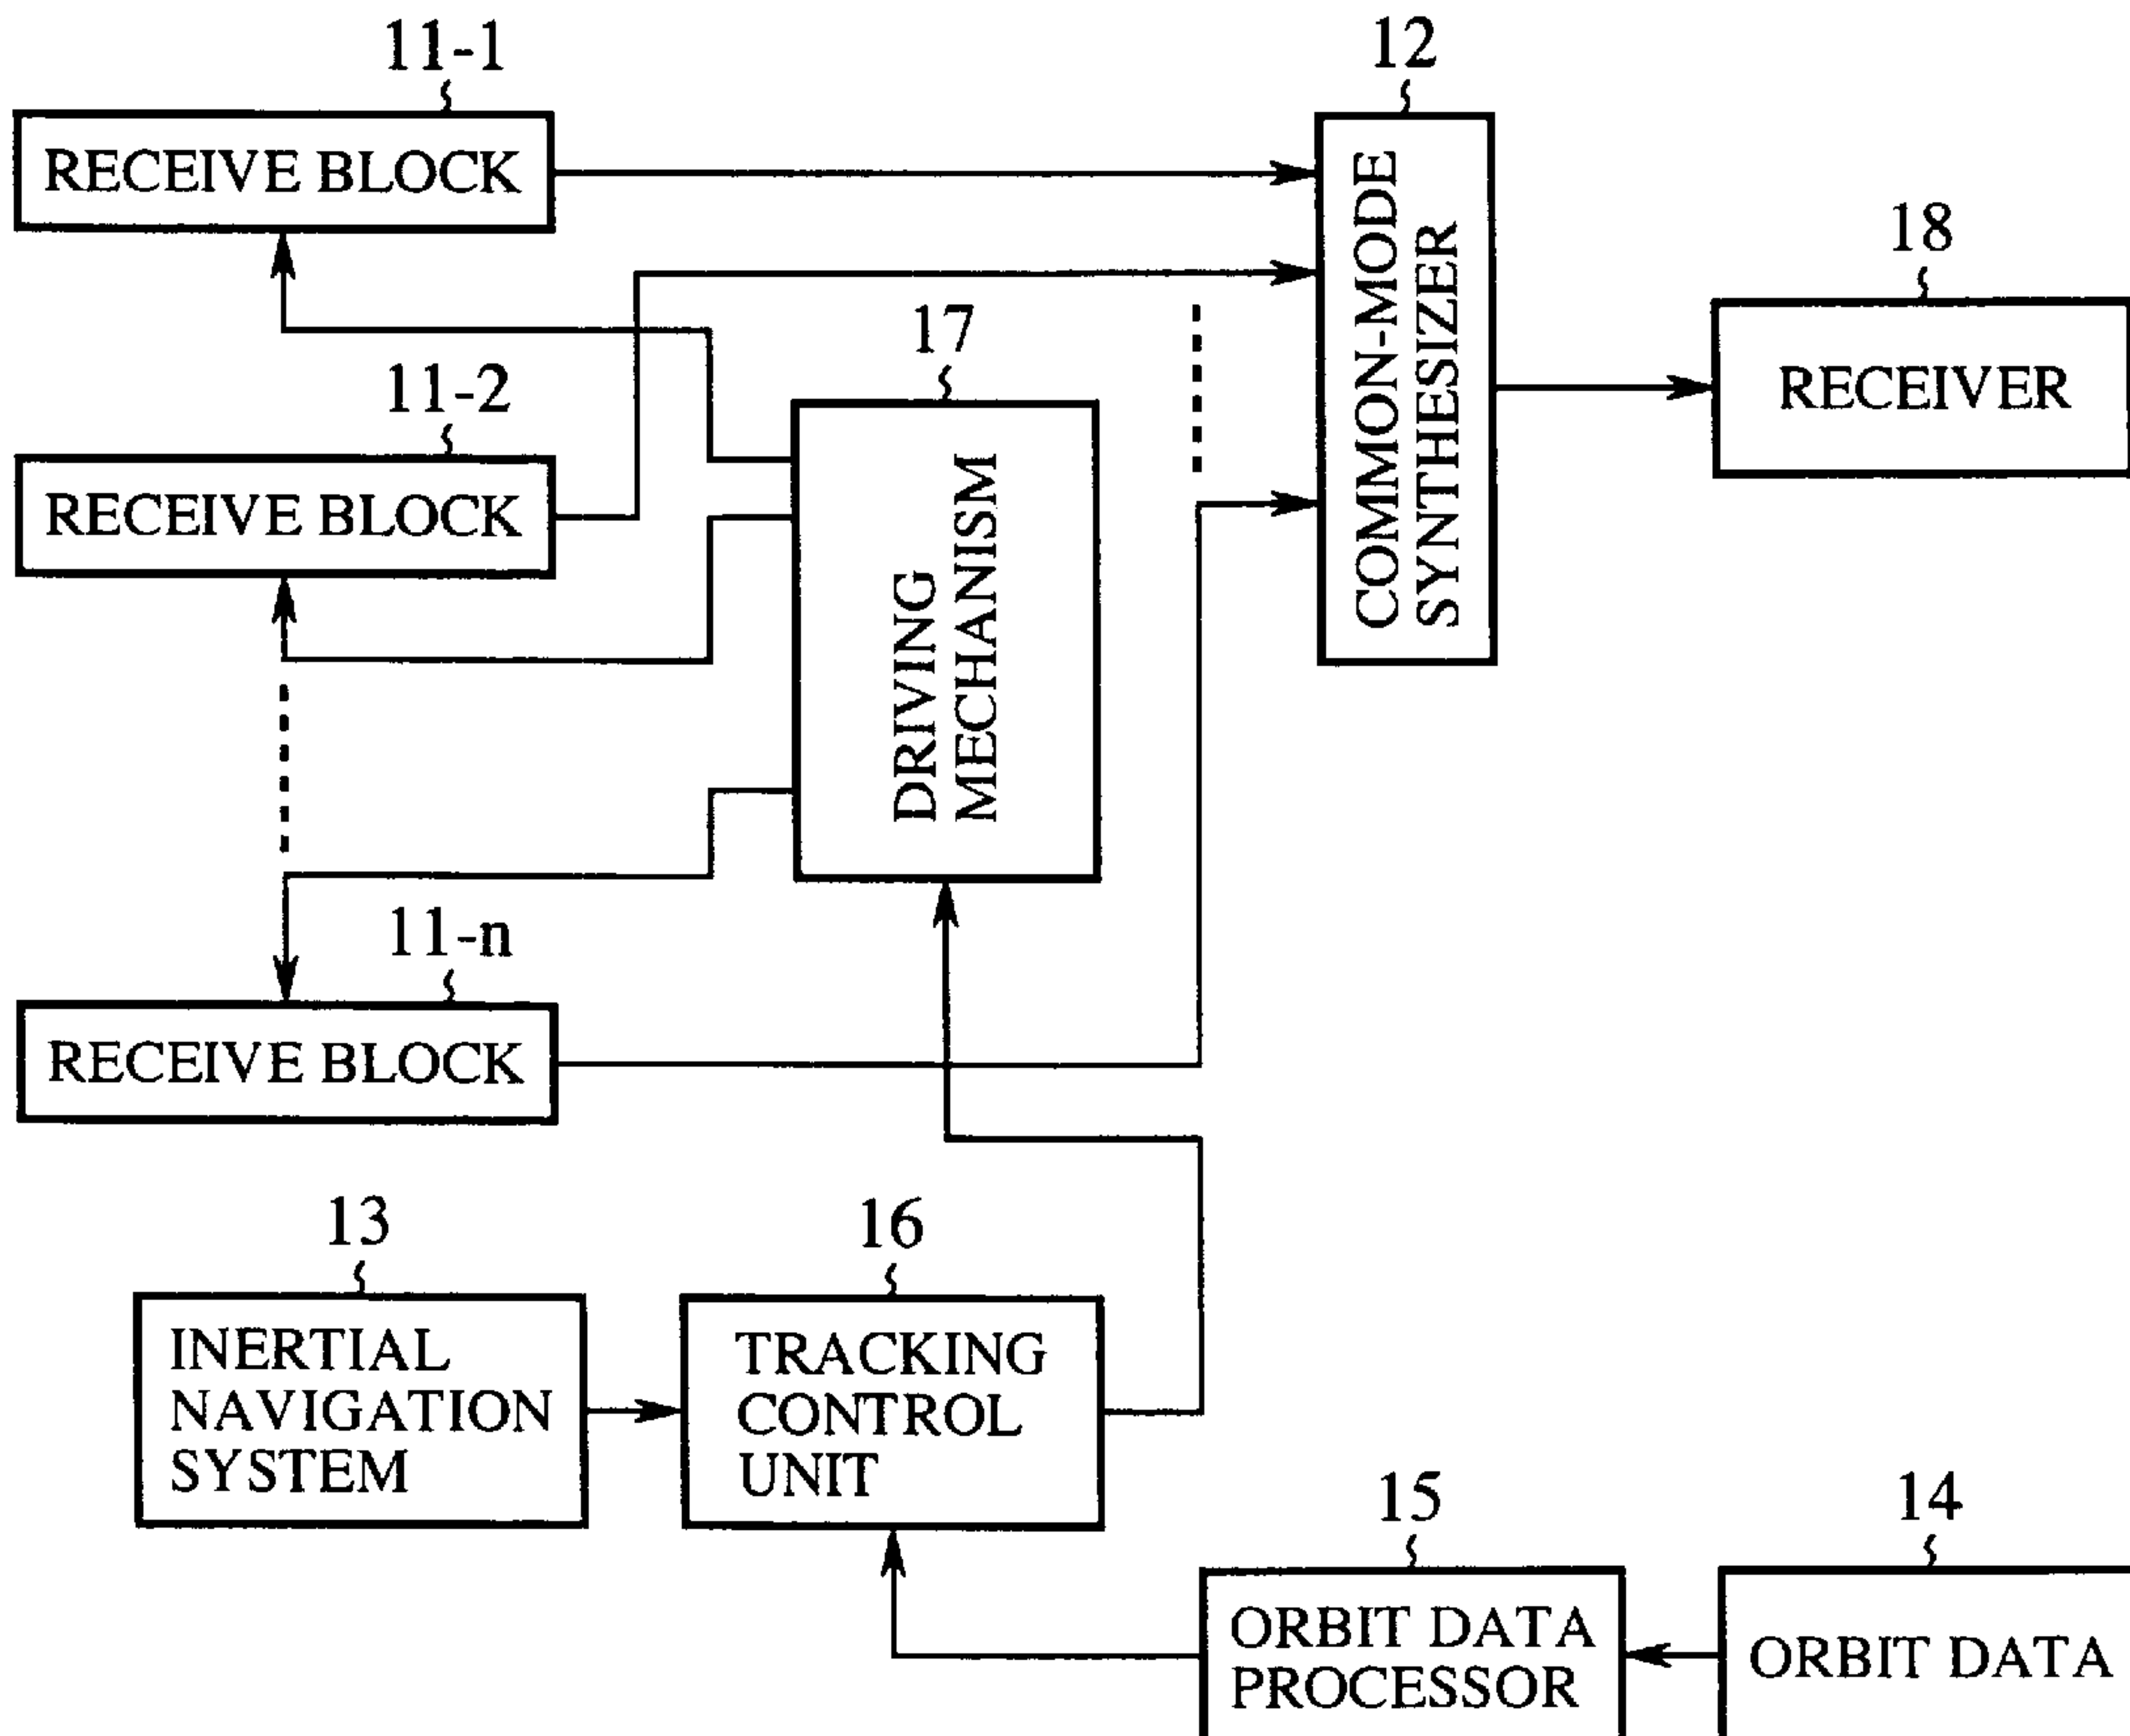 11-1
RECEIVE BLOCK
12
COMMON-MODE
SYNTHESIZER
18
RECEIVER
17
DRIVING
MECHANISM
11-2
RECEIVE BLOCK
11-n
RECEIVE BLOCK
13
INERTIAL
NAVIGATION
SYSTEM
16
TRACKING
CONTROL
UNIT
15
ORBIT DATA
PROCESSOR
14
ORBIT DATA